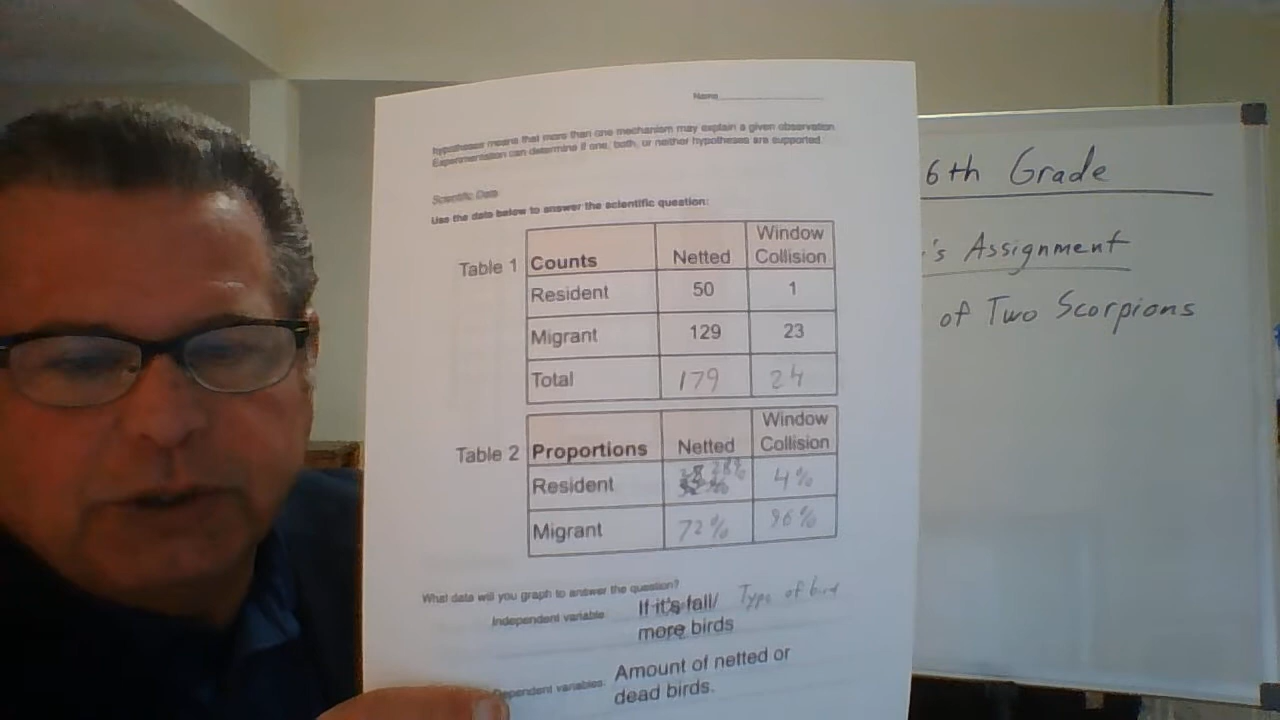 Name
hypotheses means that more than one mechanism may explain a given observation.
Experimentation can determine if one, both, or neither hypotheses are supported.
Scientific Data
Use the data below to answer the scientific question:
Table 1
Counts Netted Window Collision
Resident 50 1
Migrant 129 23
Total 179 24
Table 2
Proportions Netted Window Collision
Resident 28% 4%
Migrant 72% 96%
What data will you graph to answer the question?
Independent variable: If it's fall/ Type of bird
more birds
Dependent variables: Amount of netted or
dead birds.
6th Grade
's Assignment
of Two Scorpions